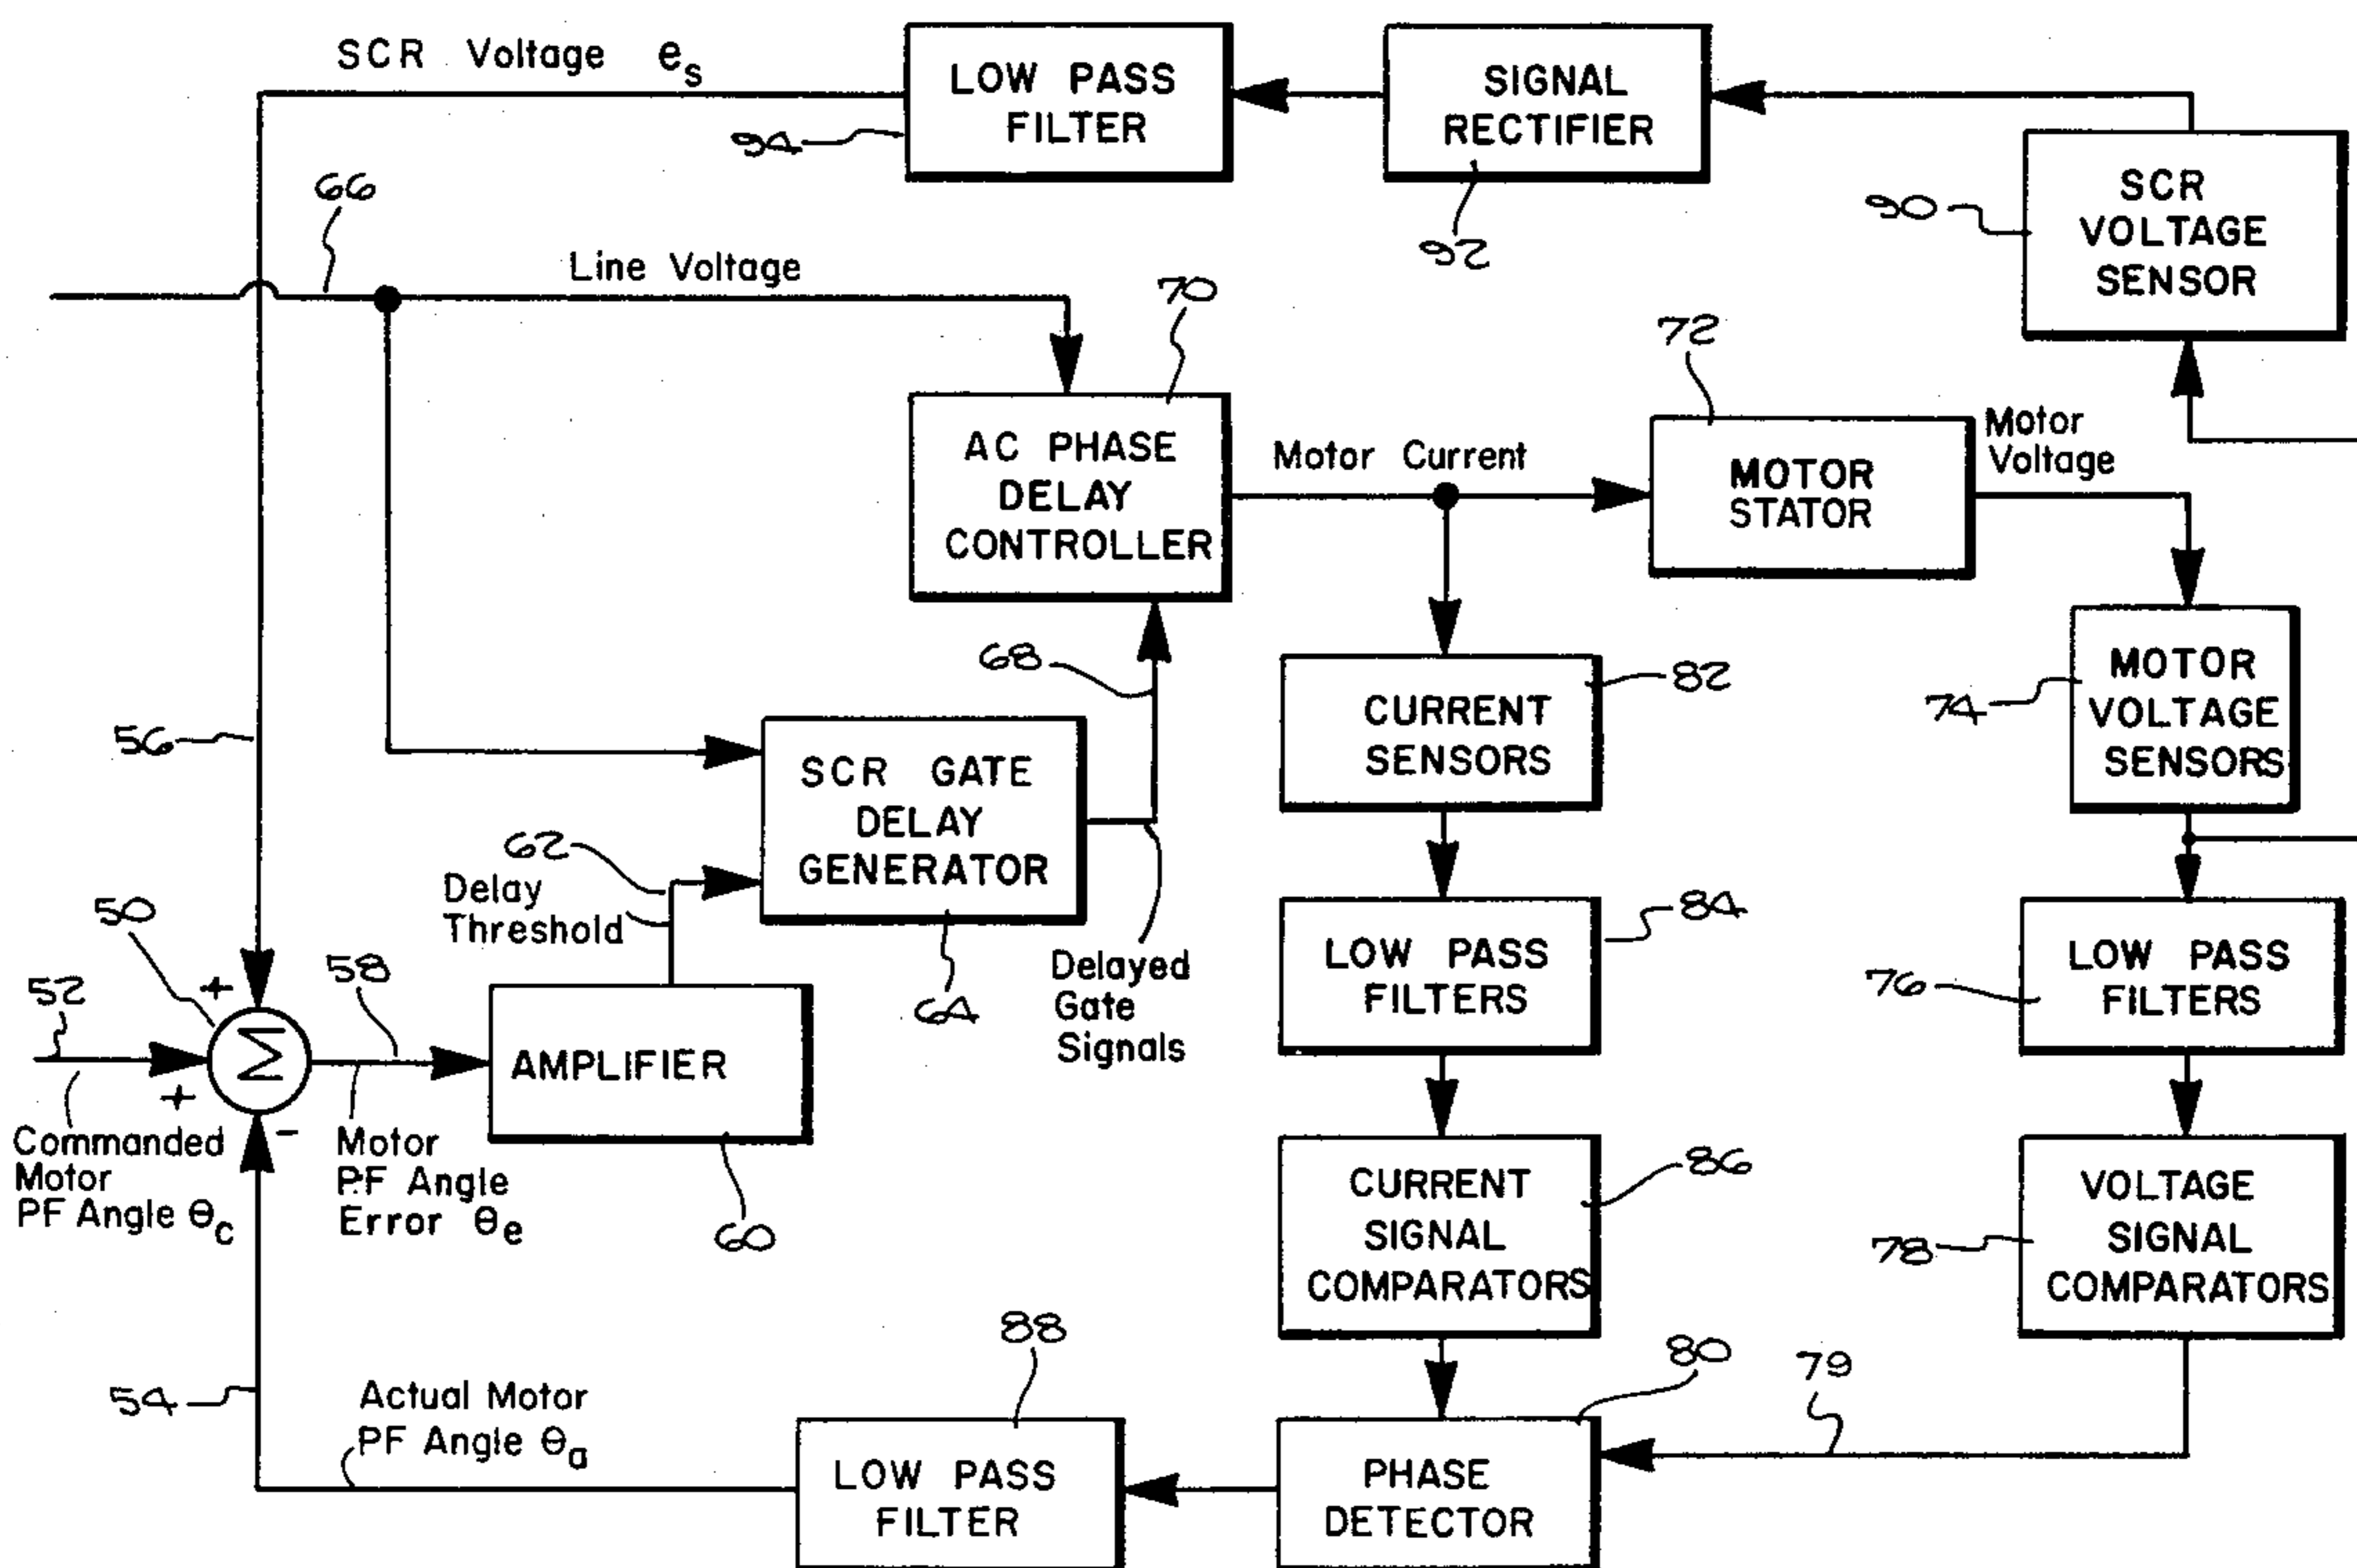 SCR Voltage es
LOW PASS
FILTER
94
SIGNAL
RECTIFIER
92
SCR
VOLTAGE
SENSOR
90
66
Line Voltage
70
AC PHASE
DELAY
CONTROLLER
Motor Current
72
MOTOR
STATOR
Motor
Voltage
68
CURRENT
SENSORS
82
MOTOR
VOLTAGE
SENSORS
74
56
SCR GATE
DELAY
GENERATOR
64
62
Delay
Threshold
Delayed
Gate
Signals
LOW PASS
FILTERS
84
LOW PASS
FILTERS
76
50
+
52
Σ
+
-
58
AMPLIFIER
60
Commanded
Motor
PF Angle θc
Motor
PF Angle
Error θe
CURRENT
SIGNAL
COMPARATORS
86
VOLTAGE
SIGNAL
COMPARATORS
78
54
Actual Motor
PF Angle θa
88
LOW PASS
FILTER
80
PHASE
DETECTOR
79